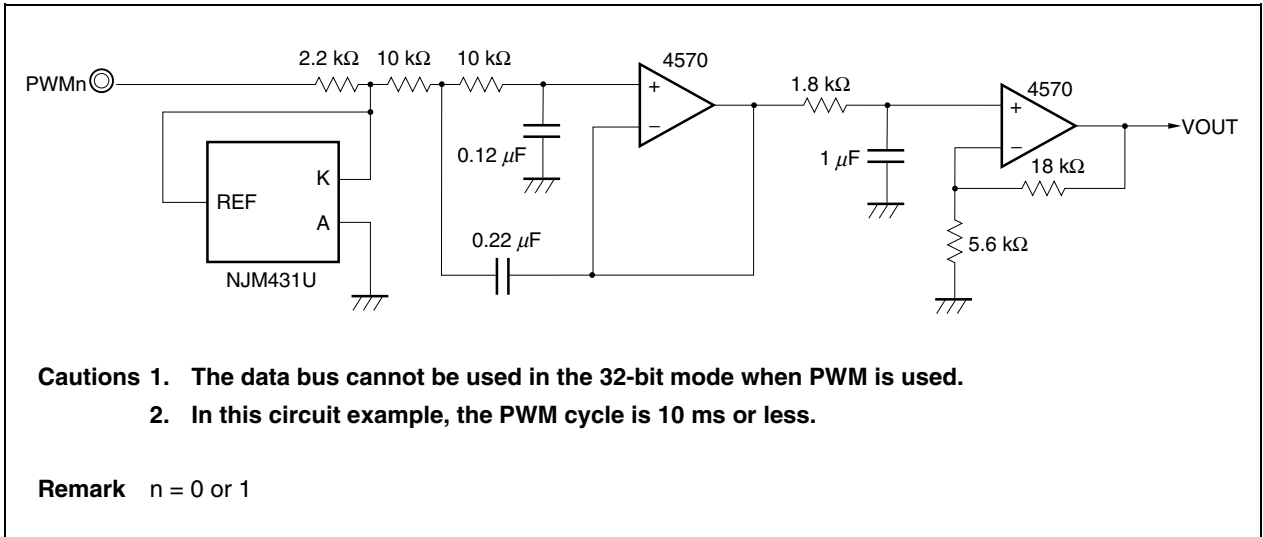 2.2 kΩ 10 kΩ 10 kΩ
4570
PWMn
1.8 kΩ
4570
+
−
+
−
VOUT
0.12 μF
1 μF
18 kΩ
K
REF
A
NJM431U
0.22 μF
5.6 kΩ
Cautions 1. The data bus cannot be used in the 32-bit mode when PWM is used.
2. In this circuit example, the PWM cycle is 10 ms or less.
Remark n = 0 or 1